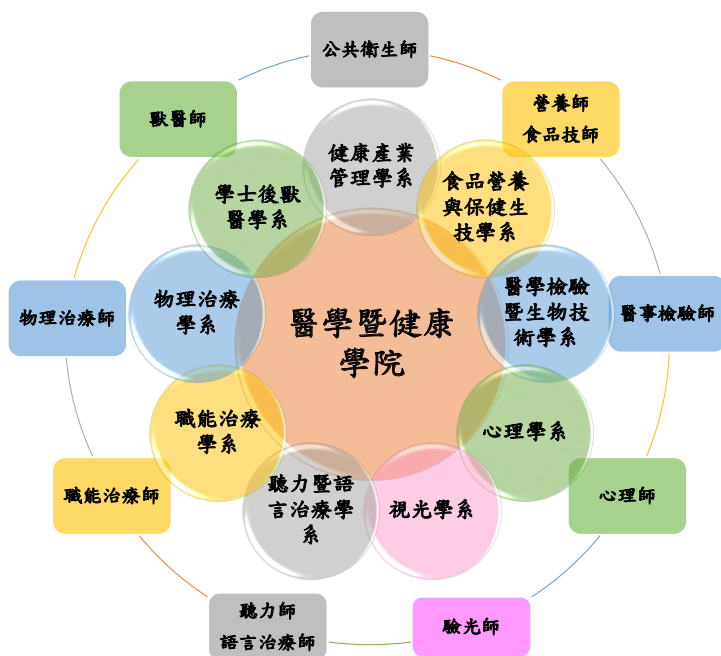 公共衛生師
營養師
食品技師
獸醫師
健康產業
管理學系
食品營養
與保健生
技學系
學士後獸
醫學系
物理治療師
物理治療
學系
醫學暨健康
學院
醫學檢驗
暨生物技
術學系
醫事檢驗師
職能治療
學系
心理學系
職能治療師
聽力暨語
言治療學
系
視光學系
心理師
聽力師
語言治療師
驗光師